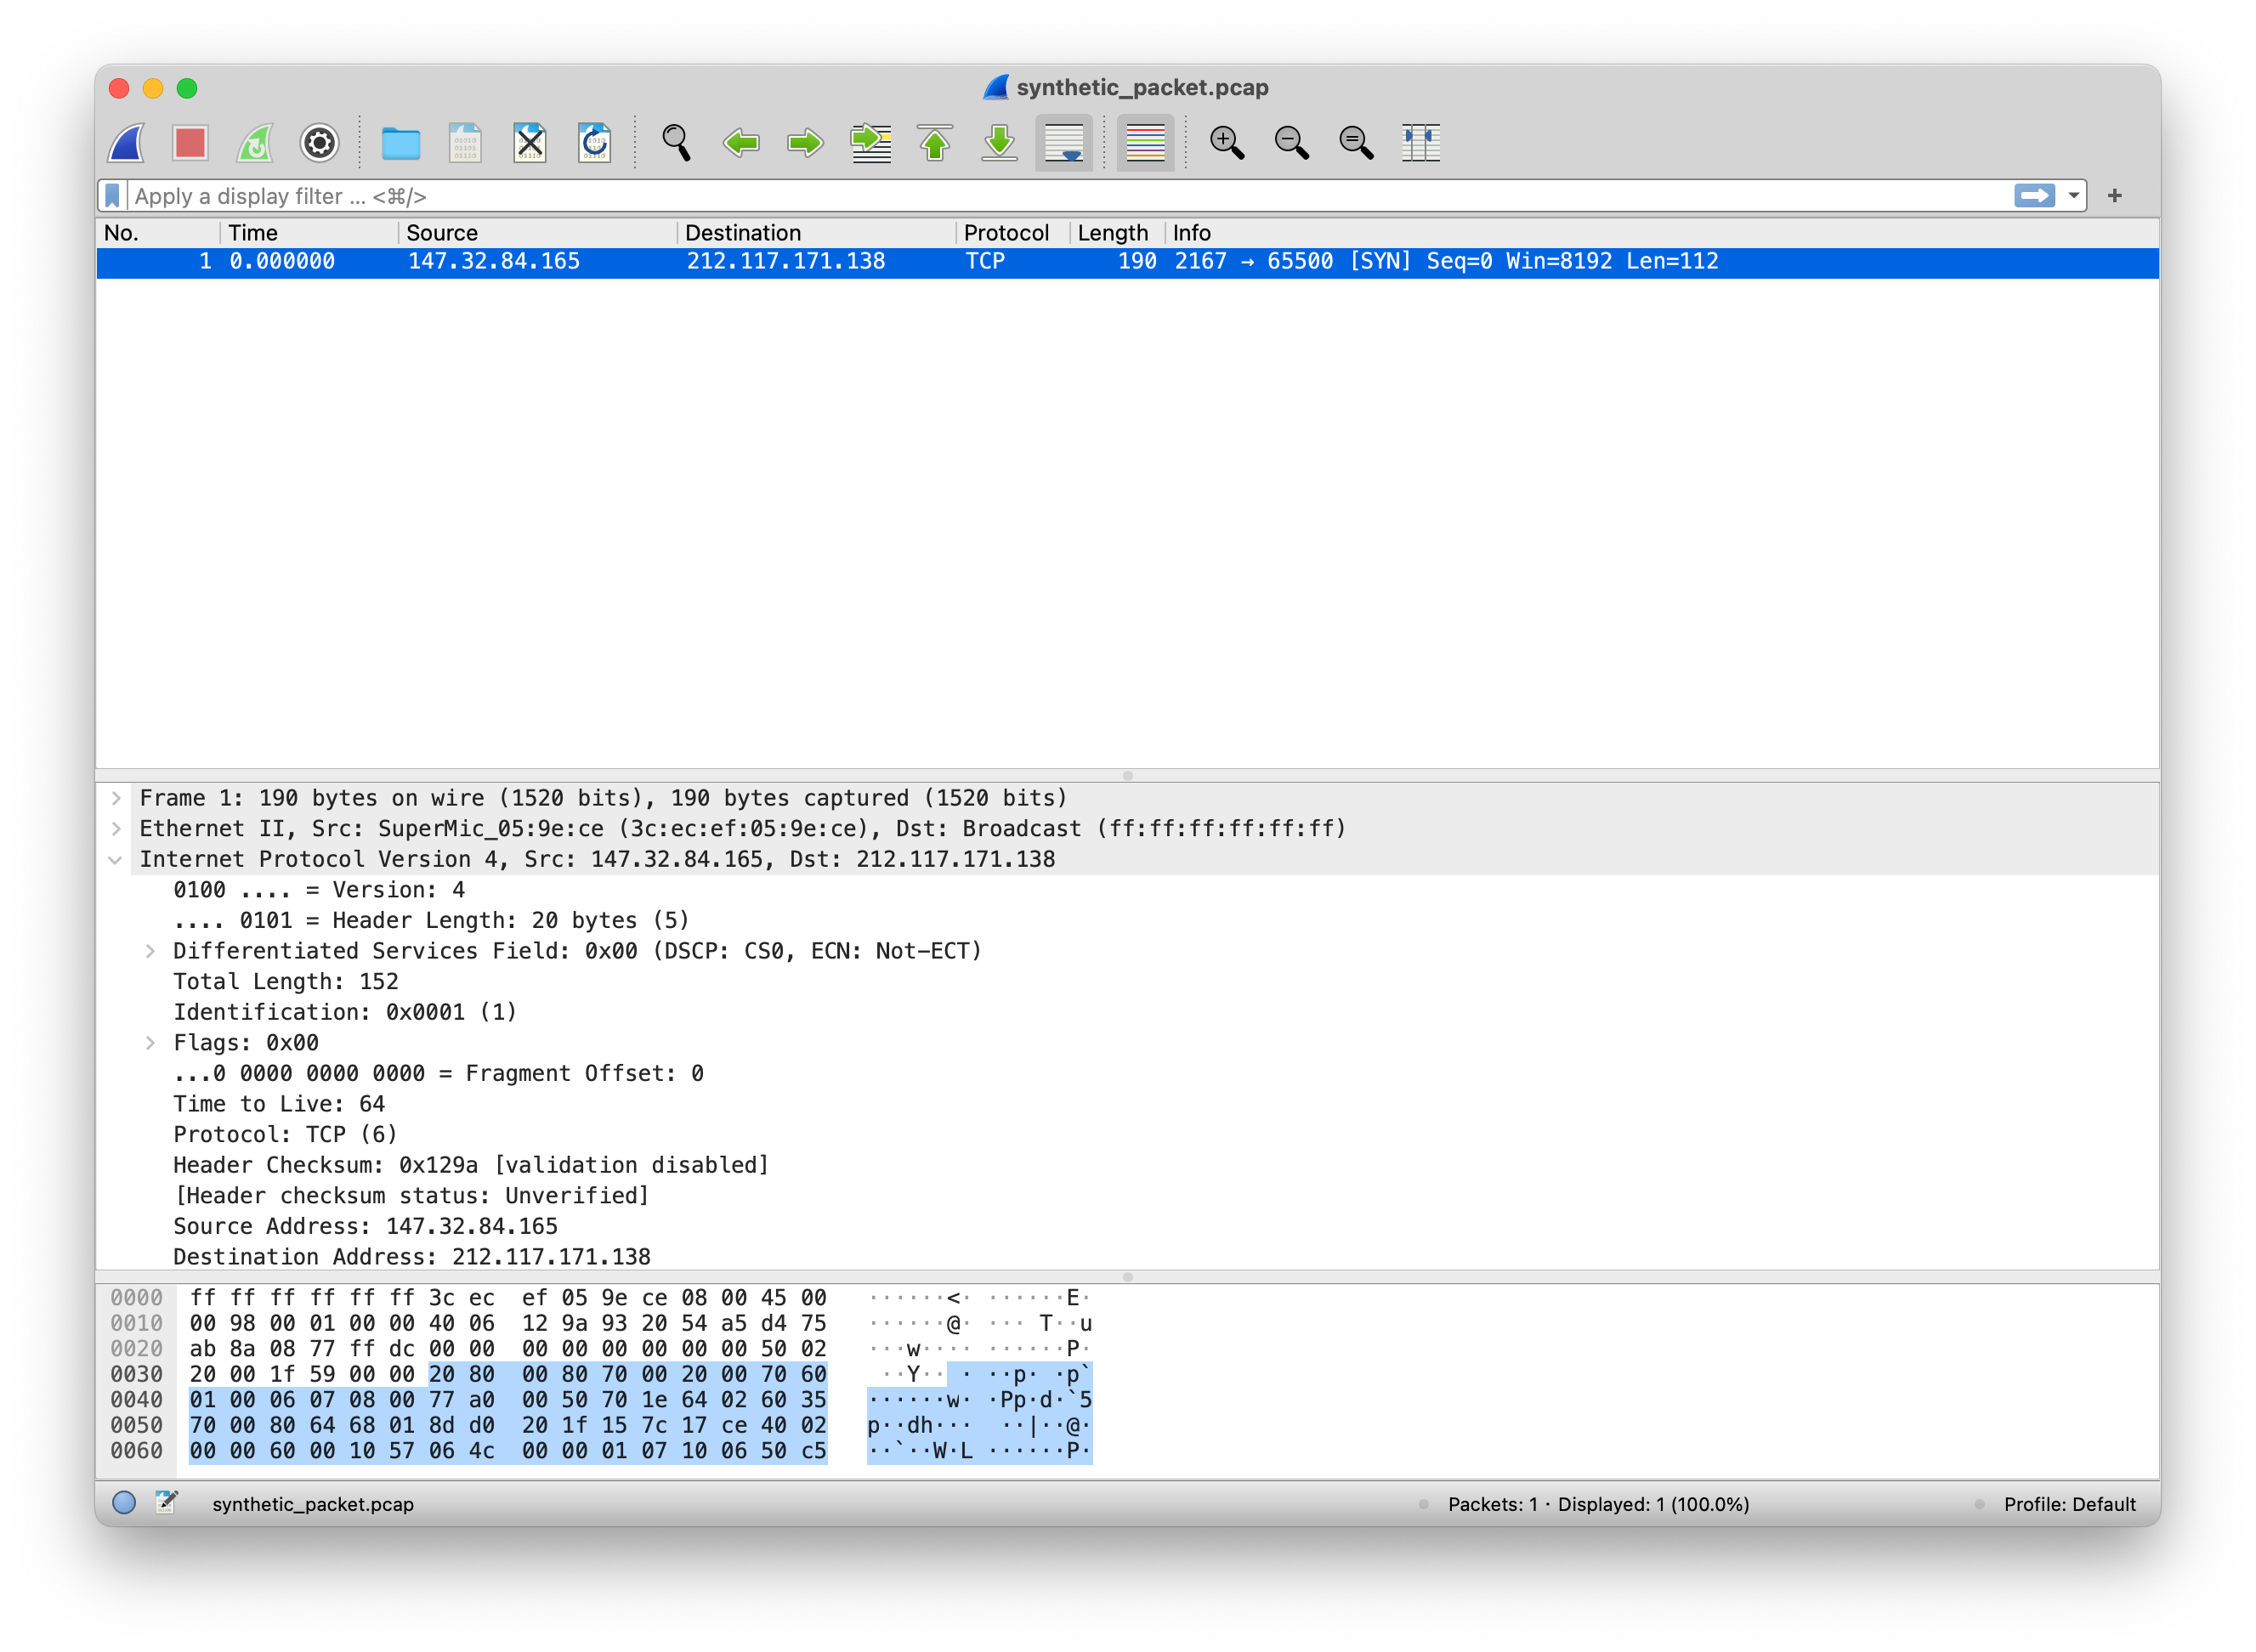 synthetic_packet.pcap
Apply a display filter ... <⌘/>
+
No. Time Source Destination Protocol Length Info
1 0.000000 147.32.84.165 212.117.171.138 TCP 190 2167 → 65500 [SYN] Seq=0 Win=8192 Len=112
Frame 1: 190 bytes on wire (1520 bits), 190 bytes captured (1520 bits)
Ethernet II, Src: SuperMic_05:9e:ce (3c:ec:ef:05:9e:ce), Dst: Broadcast (ff:ff:ff:ff:ff:ff)
Internet Protocol Version 4, Src: 147.32.84.165, Dst: 212.117.171.138
0100 .... = Version: 4
.... 0101 = Header Length: 20 bytes (5)
Differentiated Services Field: 0x00 (DSCP: CS0, ECN: Not-ECT)
Total Length: 152
Identification: 0x0001 (1)
Flags: 0x00
...0 0000 0000 0000 = Fragment Offset: 0
Time to Live: 64
Protocol: TCP (6)
Header Checksum: 0x129a [validation disabled]
[Header checksum status: Unverified]
Source Address: 147.32.84.165
Destination Address: 212.117.171.138
0000 ff ff ff ff ff ff 3c ec ef 05 9e ce 08 00 45 00 ······<· ······E·
0010 00 98 00 01 00 00 40 06 12 9a 93 20 54 a5 d4 75 ······@· ··· T··u
0020 ab 8a 08 77 ff dc 00 00 00 00 00 00 00 00 50 02 ···w···· ······P·
0030 20 00 1f 59 00 00 20 80 00 80 70 00 20 00 70 60 ··Y·· · ··p· ·p`
0040 01 00 06 07 08 00 77 a0 00 50 70 1e 64 02 60 35 ······w· ·Pp·d·`5
0050 70 00 80 64 68 01 8d d0 20 1f 15 7c 17 ce 40 02 p··dh··· ··|··@·
0060 00 00 60 00 10 57 06 4c 00 00 01 07 10 06 50 c5 ··`··W·L ······P·
synthetic_packet.pcap Packets: 1 · Displayed: 1 (100.0%) Profile: Default